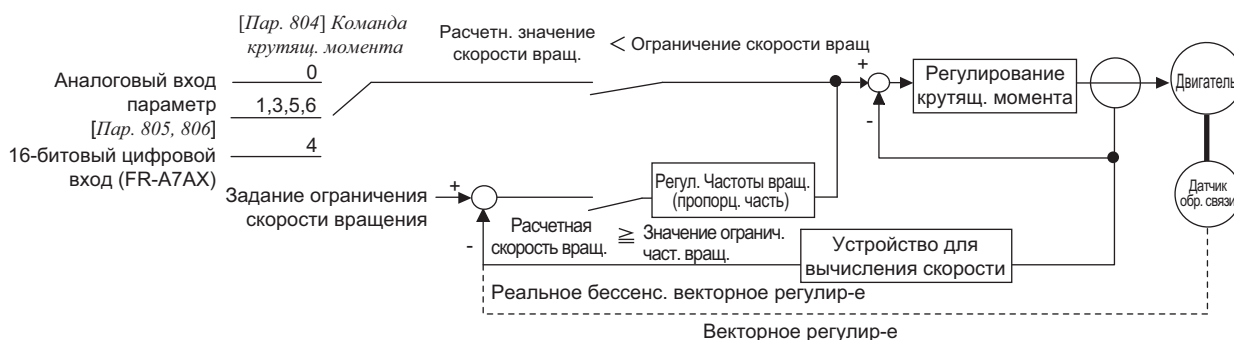 [Пар. 804] Команда
крутящ. момента
Расчетн. значение
скорости вращ.
< Ограничение скорости вращ
Аналоговый вход
0
параметр
1,3,5,6
[Пар. 805, 806]
16-битовый цифровой
вход (FR-A7AX)
4
+
-
Регулирование
крутящ. момента
Двигатель
Задание ограничения
скорости вращения
+
-
Регул. Частоты вращ.
(пропорц. часть)
Датчик
обр. связи
Расчетная
скорость вращ.
≧ Значение огранич.
част. вращ.
Устройство для
вычисления скорости
Реальное бессенс. векторное регулир-е
Векторное регулир-е